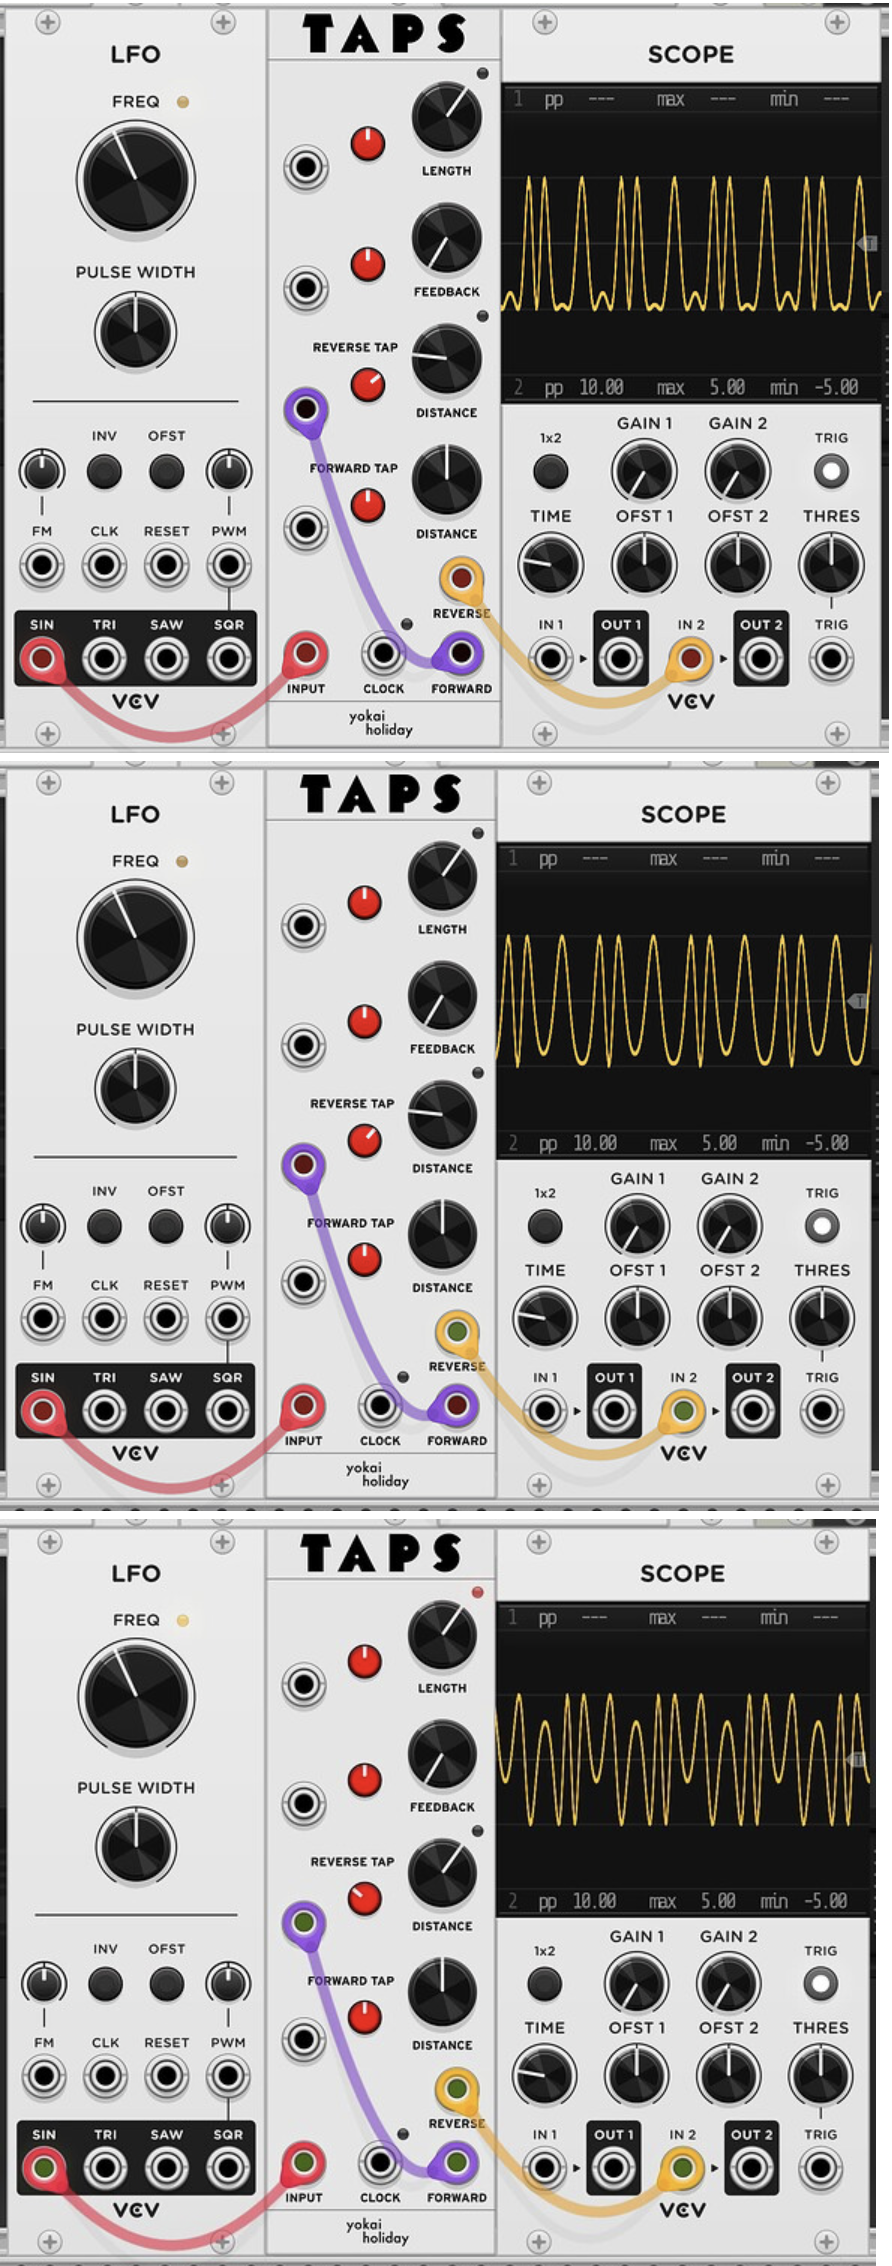 LFO
FREQ
PULSE WIDTH
INV OFST
FM CLK RESET PWM
SIN TRI SAW SQR
VCV
TAPS
LENGTH
FEEDBACK
REVERSE TAP
DISTANCE
FORWARD TAP
DISTANCE
REVERSE
INPUT CLOCK FORWARD
yokai
holiday
SCOPE
1 pp --- max --- min ---
T
2 pp 10.00 max 5.00 min -5.00
GAIN 1 GAIN 2
1x2 TRIG
TIME OFST 1 OFST 2 THRES
IN 1 OUT 1 IN 2 OUT 2 TRIG
VCV
LFO
FREQ
PULSE WIDTH
INV OFST
FM CLK RESET PWM
SIN TRI SAW SQR
VCV
TAPS
LENGTH
FEEDBACK
REVERSE TAP
DISTANCE
FORWARD TAP
DISTANCE
REVERSE
INPUT CLOCK FORWARD
yokai
holiday
SCOPE
1 pp --- max --- min ---
T
2 pp 10.00 max 5.00 min -5.00
GAIN 1 GAIN 2
1x2 TRIG
TIME OFST 1 OFST 2 THRES
IN 1 OUT 1 IN 2 OUT 2 TRIG
VCV
LFO
FREQ
PULSE WIDTH
INV OFST
FM CLK RESET PWM
SIN TRI SAW SQR
VCV
TAPS
LENGTH
FEEDBACK
REVERSE TAP
DISTANCE
FORWARD TAP
DISTANCE
REVERSE
INPUT CLOCK FORWARD
yokai
holiday
SCOPE
1 pp --- max --- min ---
T
2 pp 10.00 max 5.00 min -5.00
GAIN 1 GAIN 2
1x2 TRIG
TIME OFST 1 OFST 2 THRES
IN 1 OUT 1 IN 2 OUT 2 TRIG
VCV